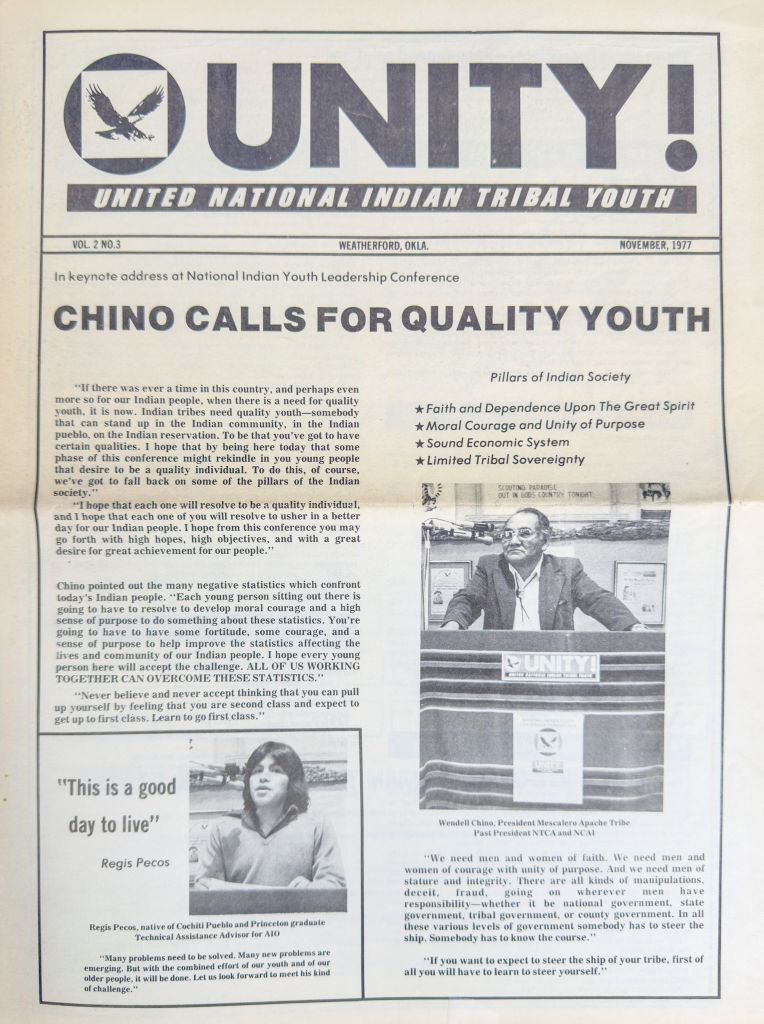 UNITY!
UNITED NATIONAL INDIAN TRIBAL YOUTH
VOL. 2 NO.3 WEATHERFORD, OKLA. NOVEMBER, 1977
In keynote address at National Indian Youth Leadership Conference
CHINO CALLS FOR QUALITY YOUTH
"If there was ever a time in this country, and perhaps even
more so for our Indian people, when there is a need for quality
youth, it is now. Indian tribes need quality youth—somebody
that can stand up in the Indian community, in the Indian
pueblo, on the Indian reservation. To be that you've got to have
certain qualities. I hope that by being here today that some
phase of this conference might rekindle in you young people
that desire to be a quality individual. To do this, of course,
we've got to fall back on some of the pillars of the Indian
society."
"I hope that each one will resolve to be a quality individual,
and I hope that each one of you will resolve to usher in a better
day for our Indian people. I hope from this conference you may
go forth with high hopes, high objectives, and with a great
desire for great achievement for our people."
Chino pointed out the many negative statistics which confront
today's Indian people. "Each young person sitting out there is
going to have to resolve to develop moral courage and a high
sense of purpose to do something about these statistics. You're
going to have to have some fortitude, some courage, and a
sense of purpose to help improve the statistics affecting the
lives and community of our Indian people. I hope every young
person here will accept the challenge. ALL OF US WORKING
TOGETHER CAN OVERCOME THESE STATISTICS."
"Never believe and never accept thinking that you can pull
up yourself by feeling that you are second class and expect to
get up to first class. Learn to go first class."
"This is a good
day to live"
Regis Pecos
Regis Pecos, native of Cochiti Pueblo and Princeton graduate
Technical Assistance Advisor for AIO
"Many problems need to be solved. Many new problems are
emerging. But with the combined effort of our youth and of our
older people, it will be done. Let us look forward to meet his kind
of challenge."
Pillars of Indian Society
★Faith and Dependence Upon The Great Spirit
★Moral Courage and Unity of Purpose
★Sound Economic System
★Limited Tribal Sovereignty
SCOUTING PARADISE
OUT IN GODS COUNTRY TONIGHT
UNITY!
UNITED NATIONAL INDIAN TRIBAL YOUTH
UNITY
Wendell Chino, President Mescalero Apache Tribe
Past President NTCA and NCAI
"We need men and women of faith. We need men and
women of courage with unity of purpose. And we need men of
stature and integrity. There are all kinds of manipulations,
deceit, fraud, going on wherever men have
responsibility—whether it be national government, state
government, tribal government, or county government. In all
these various levels of government somebody has to steer the
ship. Somebody has to know the course."
"If you want to expect to steer the ship of your tribe, first of
all you will have to learn to steer yourself."